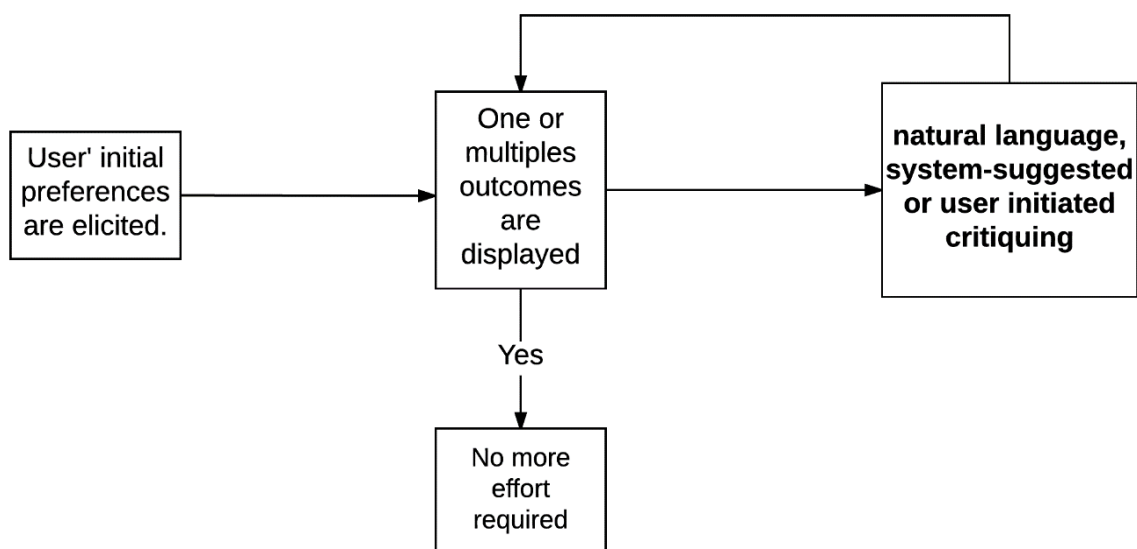 User' initial
preferences
are elicited.
One or
multiples
outcomes
are
displayed
natural language,
system-suggested
or user initiated
critiquing
Yes
No more
effort
required